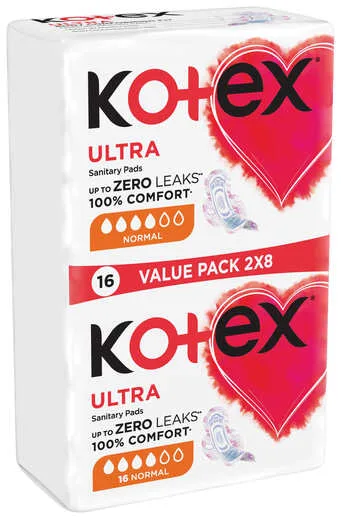 Kotex®
ULTRA
Sanitary Pads
UP TO ZERO LEAKS**
100% COMFORT*
NORMAL
16 VALUE PACK 2X8
Kotex
ULTRA
Sanitary Pads
UP TO ZERO LEAKS**
100% COMFORT*
16 NORMAL